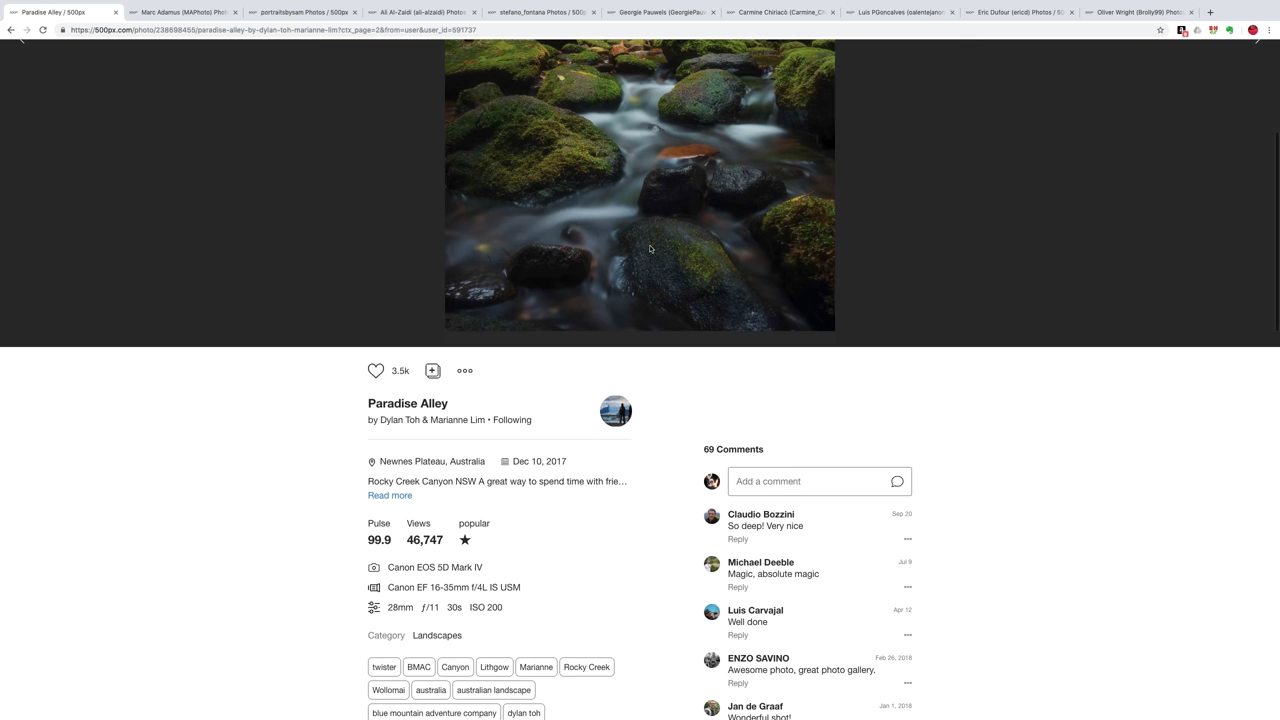 Paradise Alley / 500px
Marc Adamus (MAPhoto) Phot
portraitsbysam Photos / 500px
Ali Al-Zaidi (ali-alzaidi) Photos
stefano_fontana Photos / 500p
Georgie Pauwels (GeorgiePau
Carmine Chiriacò (Carmine_Ch
Luis PGoncalves (oalentejano
Eric Dufour (ericd) Photos / 50
Oliver Wright (Brolly99) Photo
https://500px.com/photo/238698455/paradise-alley-by-dylan-toh-marianne-lim?ctx_page=2&from=user&user_id=591737
3.5k
Paradise Alley
by Dylan Toh & Marianne Lim • Following
Newnes Plateau, Australia Dec 10, 2017
Rocky Creek Canyon NSW A great way to spend time with frie...
Read more
Pulse Views popular
99.9 46,747
Canon EOS 5D Mark IV
Canon EF 16-35mm f/4L IS USM
28mm ƒ/11 30s ISO 200
Category Landscapes
twister BMAC Canyon Lithgow Marianne Rocky Creek
Wollomai australia australian landscape
blue mountain adventure company dylan toh
69 Comments
Add a comment
Claudio Bozzini Sep 20
So deep! Very nice
Reply
Michael Deeble Jul 9
Magic, absolute magic
Reply
Luis Carvajal Apr 12
Well done
Reply
ENZO SAVINO Feb 26, 2018
Awesome photo, great photo gallery.
Reply
Jan de Graaf Jan 1, 2018
Wonderful shot!